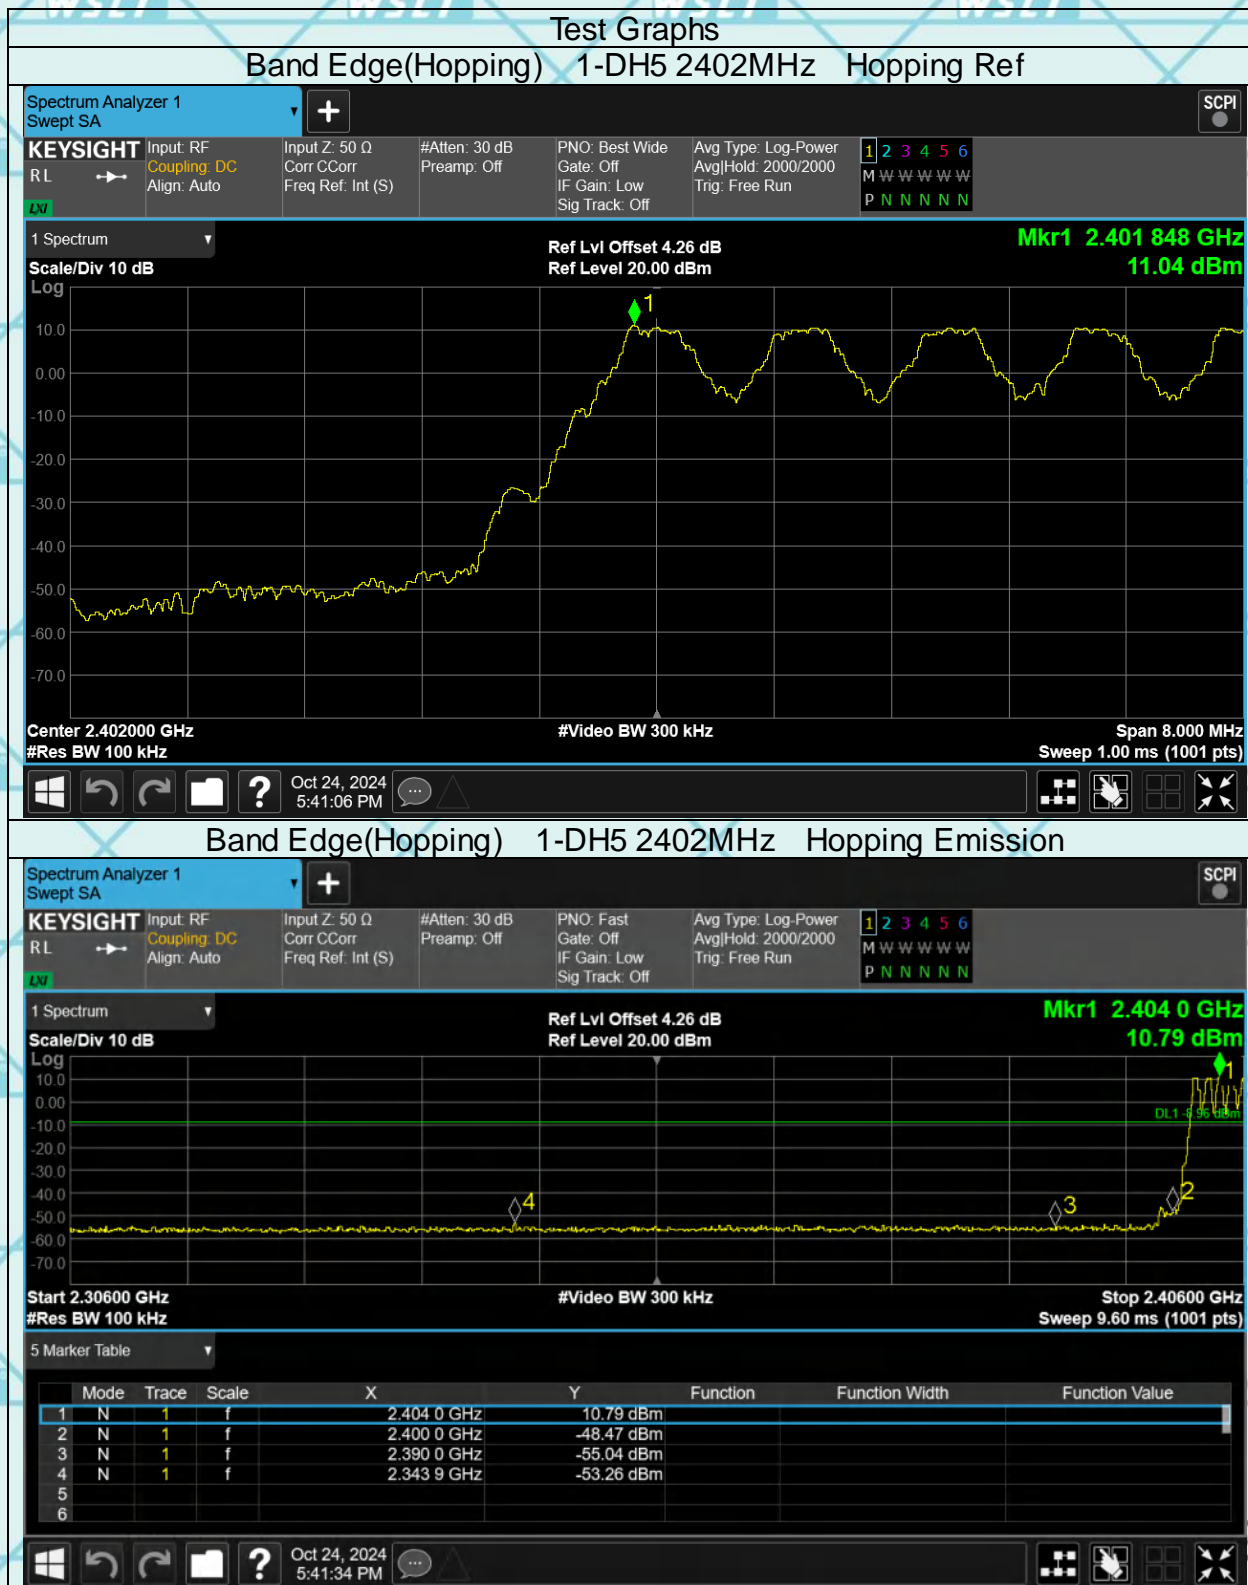 WSCT WSCT WSCT
Test Graphs
Band Edge(Hopping) 1-DH5 2402MHz Hopping Ref
Spectrum Analyzer 1
Swept SA
+
SCPI
KEYSIGHT Input: RF Input Z: 50 Ω #Atten: 30 dB PNO: Best Wide Avg Type: Log-Power 1 2 3 4 5 6
RL Coupling: DC Corr CCorr Preamp: Off Gate: Off Avg|Hold: 2000/2000 M W W W W W
Align: Auto Freq Ref: Int (S) IF Gain: Low Trig: Free Run P N N N N N
LXI Sig Track: Off
1 Spectrum Ref Lvl Offset 4.26 dB Mkr1 2.401 848 GHz
Scale/Div 10 dB Ref Level 20.00 dBm 11.04 dBm
Log
1
10.0
0.00
-10.0
-20.0
-30.0
-40.0
-50.0
-60.0
-70.0
Center 2.402000 GHz #Video BW 300 kHz Span 8.000 MHz
#Res BW 100 kHz Sweep 1.00 ms (1001 pts)
? Oct 24, 2024
5:41:06 PM
Band Edge(Hopping) 1-DH5 2402MHz Hopping Emission
Spectrum Analyzer 1
Swept SA
+
SCPI
KEYSIGHT Input: RF Input Z: 50 Ω #Atten: 30 dB PNO: Fast Avg Type: Log-Power 1 2 3 4 5 6
RL Coupling: DC Corr CCorr Preamp: Off Gate: Off Avg|Hold: 2000/2000 M W W W W W
Align: Auto Freq Ref: Int (S) IF Gain: Low Trig: Free Run P N N N N N
LXI Sig Track: Off
1 Spectrum Ref Lvl Offset 4.26 dB Mkr1 2.404 0 GHz
Scale/Div 10 dB Ref Level 20.00 dBm 10.79 dBm
Log
1
10.0
0.00
DL1 -8.96 dBm
-10.0
-20.0
-30.0
-40.0
4 3 2
-50.0
-60.0
-70.0
Start 2.30600 GHz #Video BW 300 kHz Stop 2.40600 GHz
#Res BW 100 kHz Sweep 9.60 ms (1001 pts)
5 Marker Table
Mode Trace Scale X Y Function Function Width Function Value
1 N 1 f 2.404 0 GHz 10.79 dBm
2 N 1 f 2.400 0 GHz -48.47 dBm
3 N 1 f 2.390 0 GHz -55.04 dBm
4 N 1 f 2.343 9 GHz -53.26 dBm
5
6
? Oct 24, 2024
5:41:34 PM